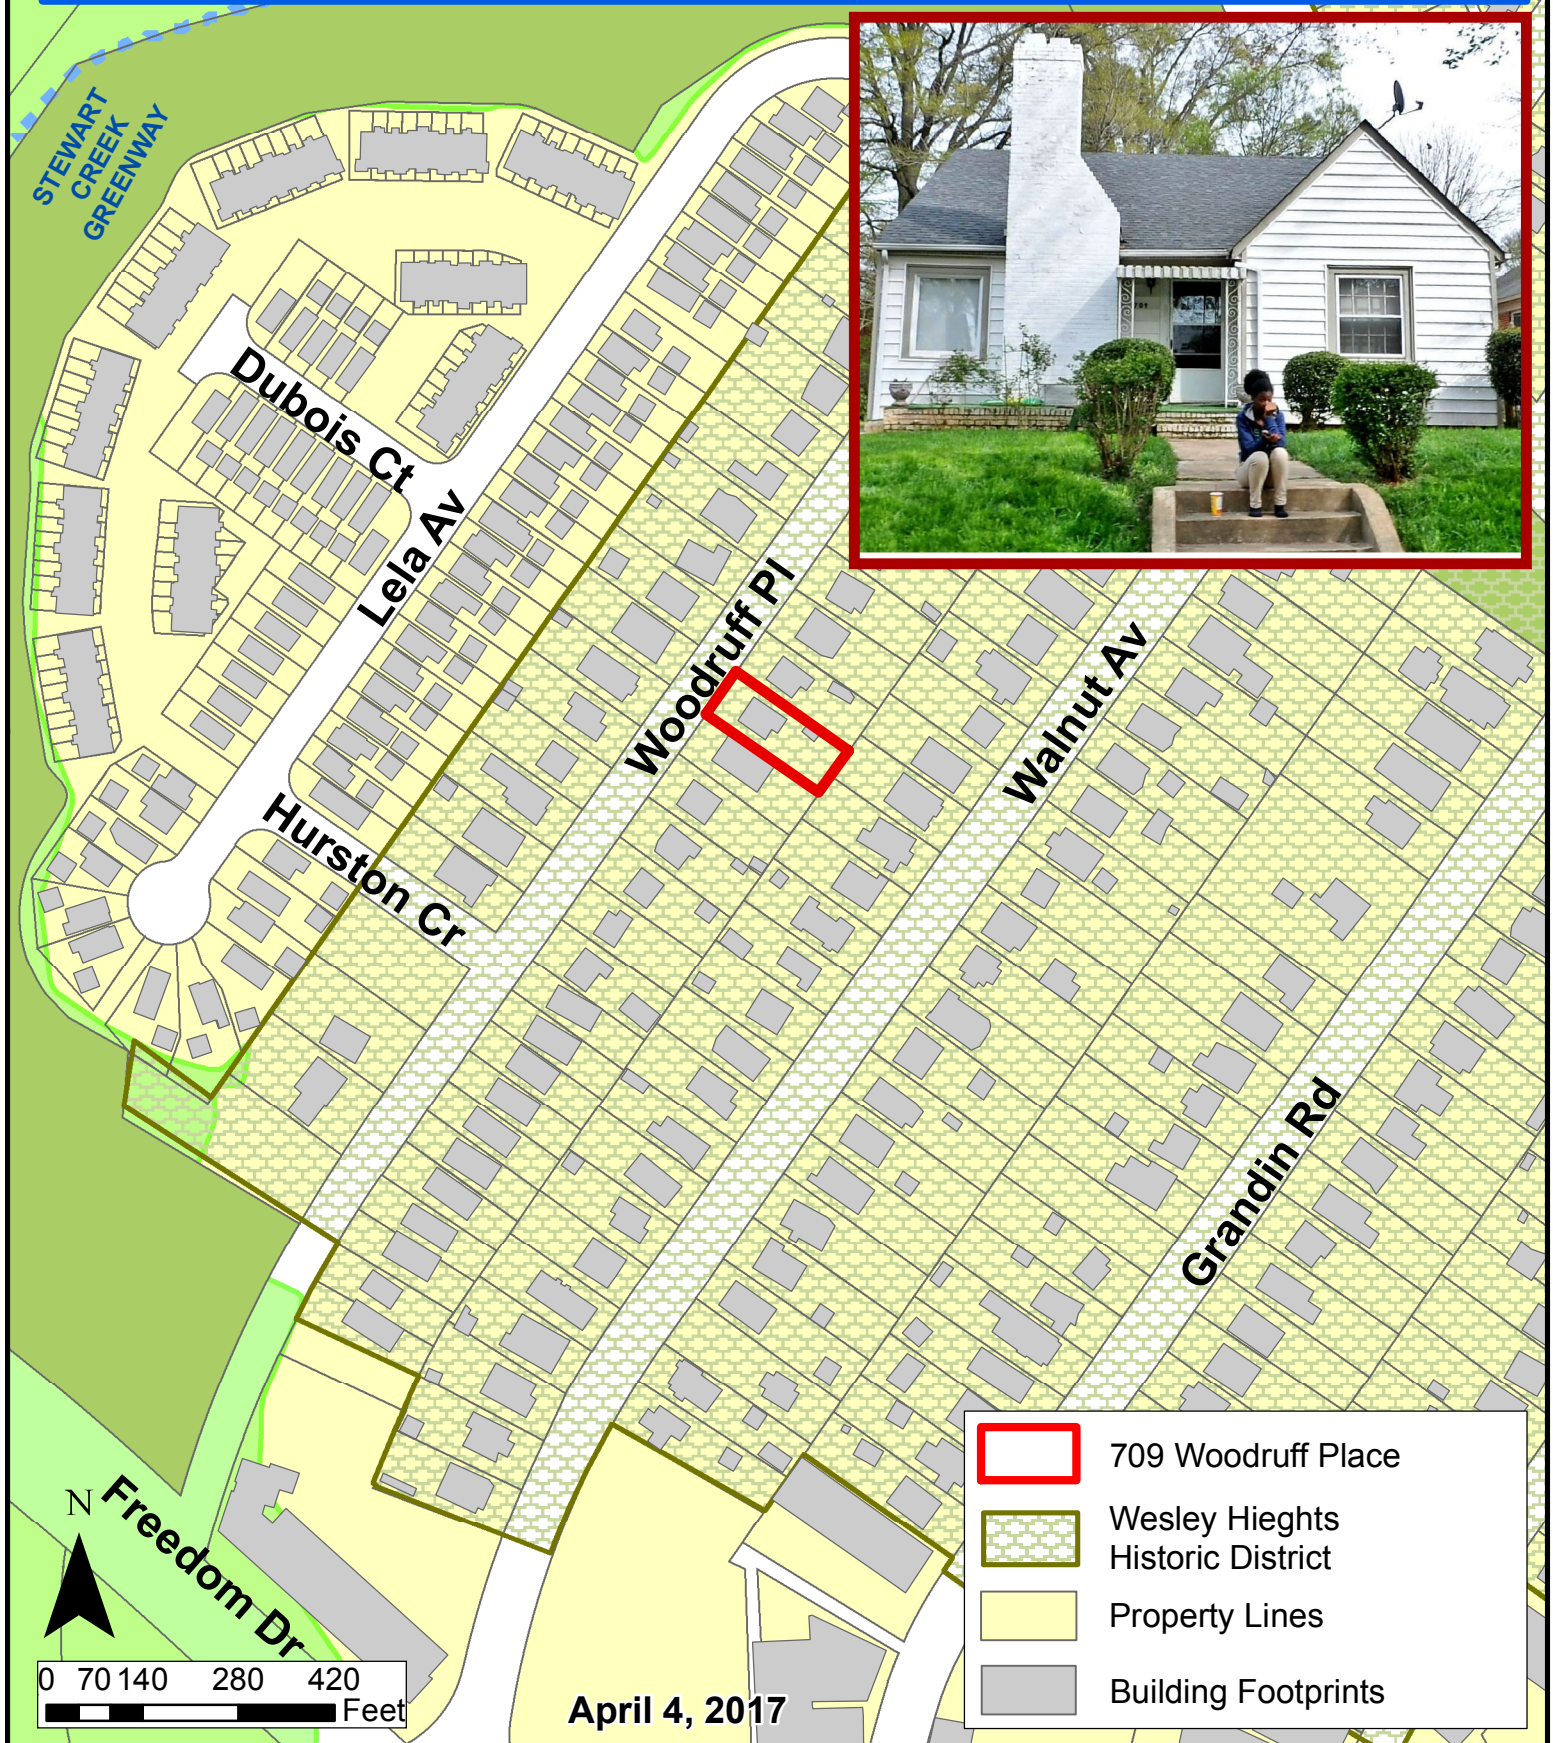 STEWART
CREEK
GREENWAY
709
Dubois Ct
Lela Av
Woodruff Pl
Walnut Av
Hurston Cr
Grandin Rd
Freedom Dr
N
0 70 140 280 420
Feet
April 4, 2017
709 Woodruff Place
Wesley Hieghts
Historic District
Property Lines
Building Footprints